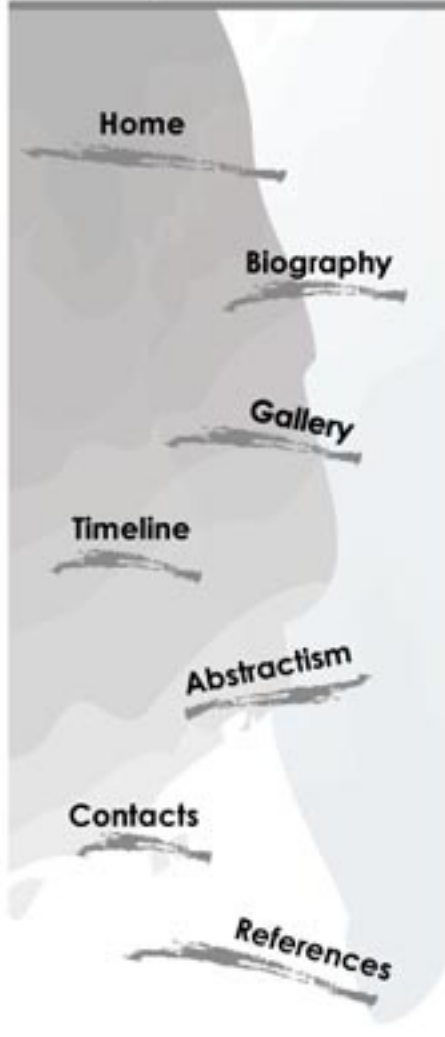 Home
Biography
Gallery
Timeline
Abstractism
Contacts
References